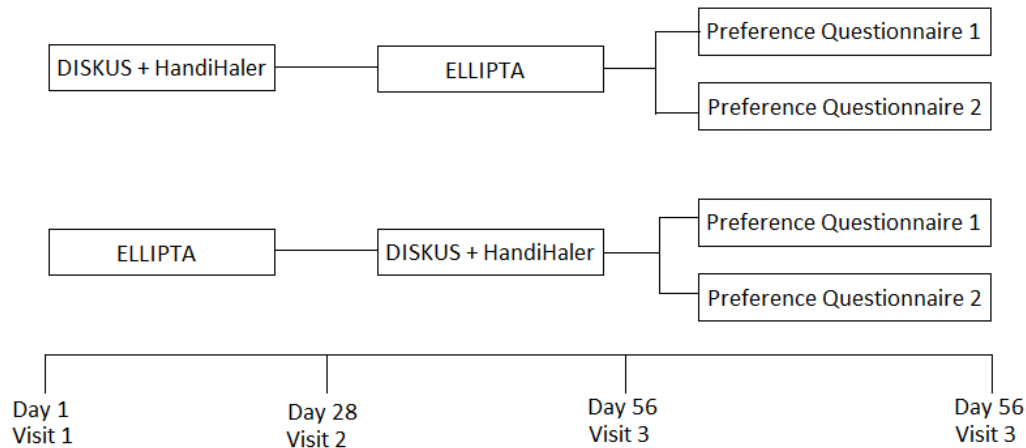 Preference Questionnaire 1
DISKUS + HandiHaler
ELLIPTA
Preference Questionnaire 2
Preference Questionnaire 1
ELLIPTA
DISKUS + HandiHaler
Preference Questionnaire 2
Day 1
Visit 1
Day 28
Visit 2
Day 56
Visit 3
Day 56
Visit 3